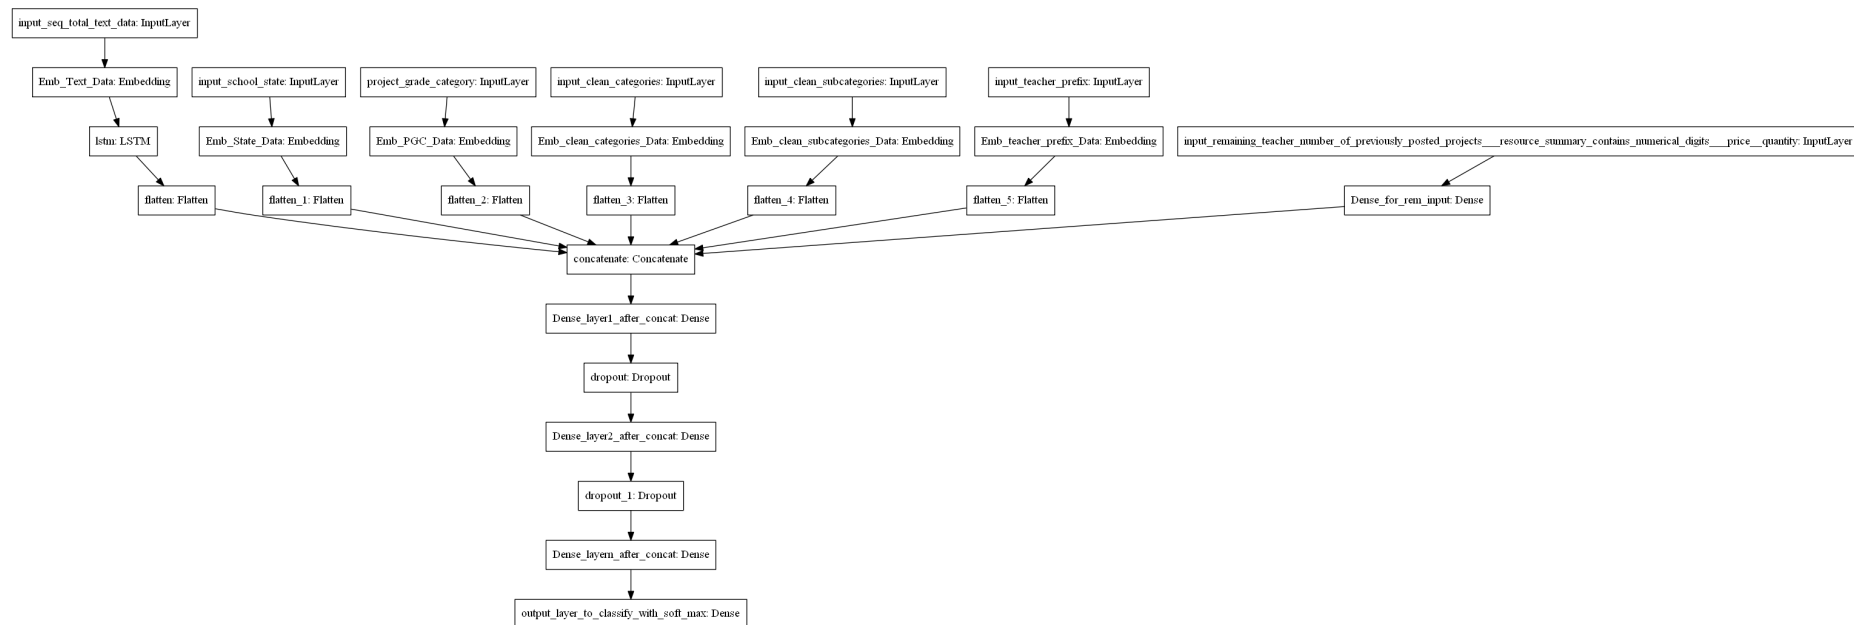 input_seq_total_text_data: InputLayer
Emb_Text_Data: Embedding
input_school_state: InputLayer
project_grade_category: InputLayer
input_clean_categories: InputLayer
input_clean_subcategories: InputLayer
input_teacher_prefix: InputLayer
lstm: LSTM
Emb_State_Data: Embedding
Emb_PGC_Data: Embedding
Emb_clean_categories_Data: Embedding
Emb_clean_subcategories_Data: Embedding
Emb_teacher_prefix_Data: Embedding
input_remaining_teacher_number_of_previously_posted_projects___resource_summary_contains_numerical_digits___price__quantity: InputLayer
flatten: Flatten
flatten_1: Flatten
flatten_2: Flatten
flatten_3: Flatten
flatten_4: Flatten
flatten_5: Flatten
Dense_for_rem_input: Dense
concatenate: Concatenate
Dense_layer1_after_concat: Dense
dropout: Dropout
Dense_layer2_after_concat: Dense
dropout_1: Dropout
Dense_layern_after_concat: Dense
output_layer_to_classify_with_soft_max: Dense